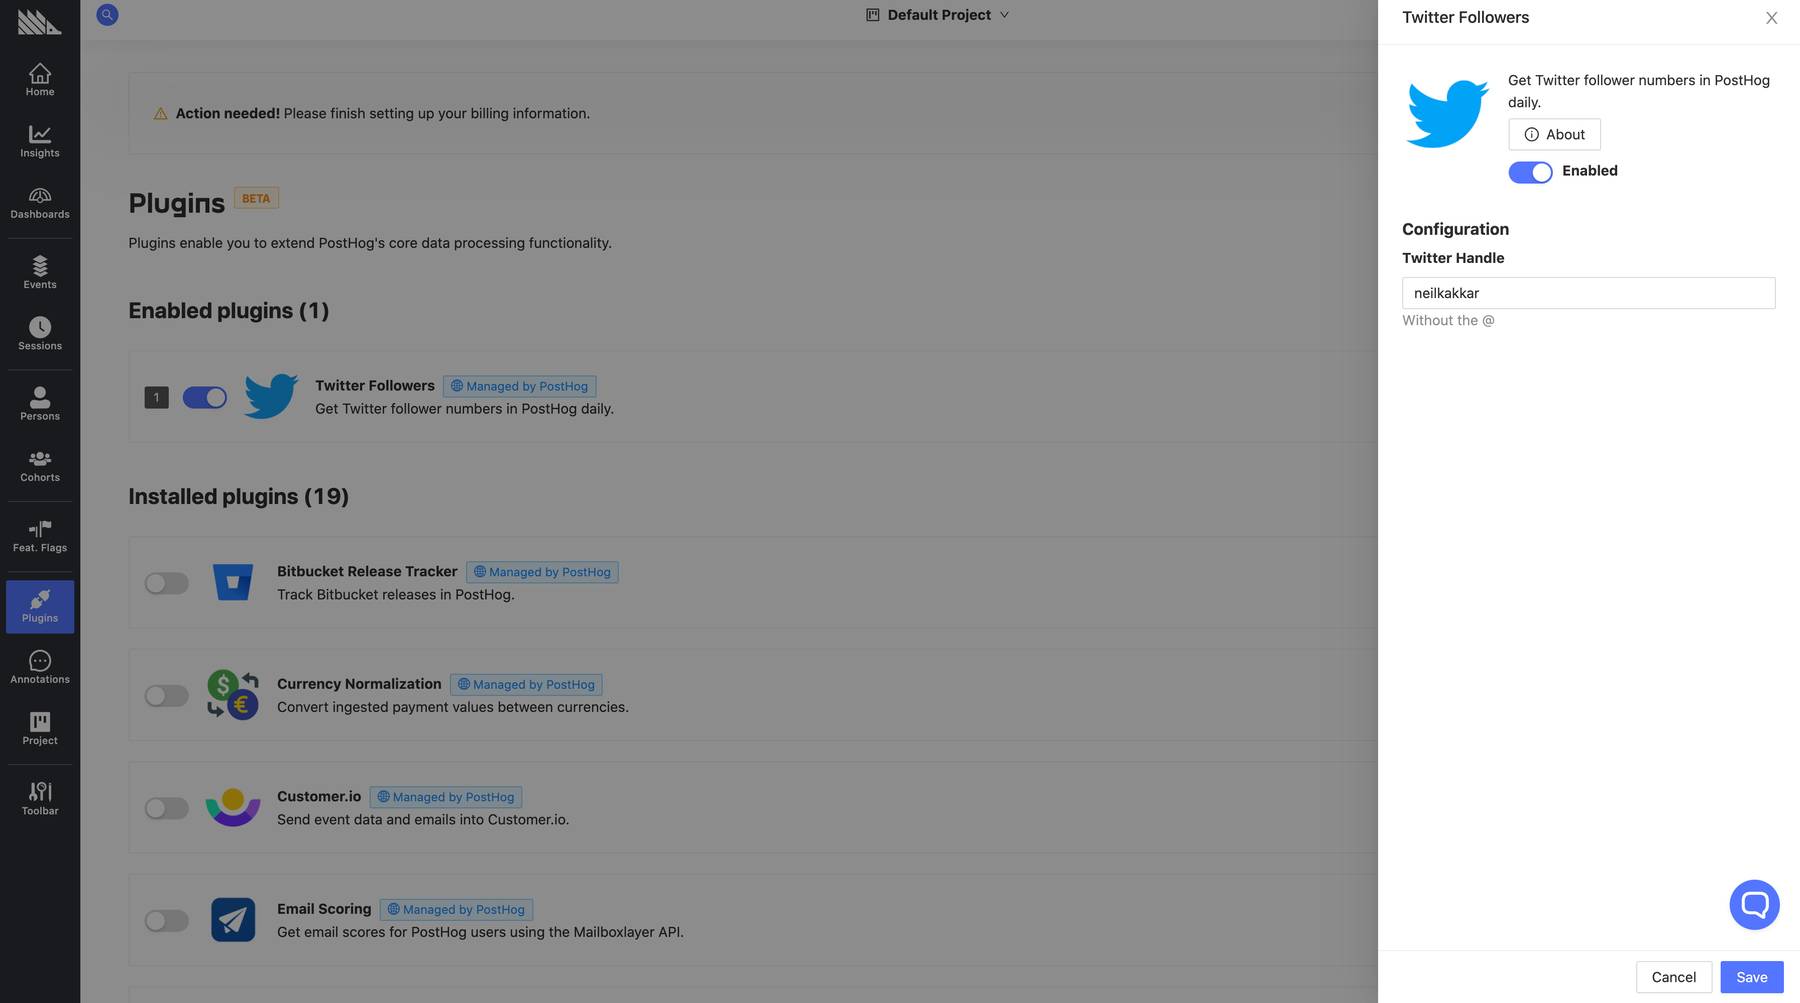 Default Project
Home
Insights
Dashboards
Events
Sessions
Persons
Cohorts
Feat. Flags
Plugins
Annotations
Project
Toolbar
Action needed! Please finish setting up your billing information.
Plugins BETA
Plugins enable you to extend PostHog's core data processing functionality.
Enabled plugins (1)
1
Twitter Followers Managed by PostHog
Get Twitter follower numbers in PostHog daily.
Installed plugins (19)
Bitbucket Release Tracker Managed by PostHog
Track Bitbucket releases in PostHog.
Currency Normalization Managed by PostHog
Convert ingested payment values between currencies.
Customer.io Managed by PostHog
Send event data and emails into Customer.io.
Email Scoring Managed by PostHog
Get email scores for PostHog users using the Mailboxlayer API.
Twitter Followers
Get Twitter follower numbers in PostHog
daily.
About
Enabled
Configuration
Twitter Handle
neilkakkar
Without the @
Cancel Save